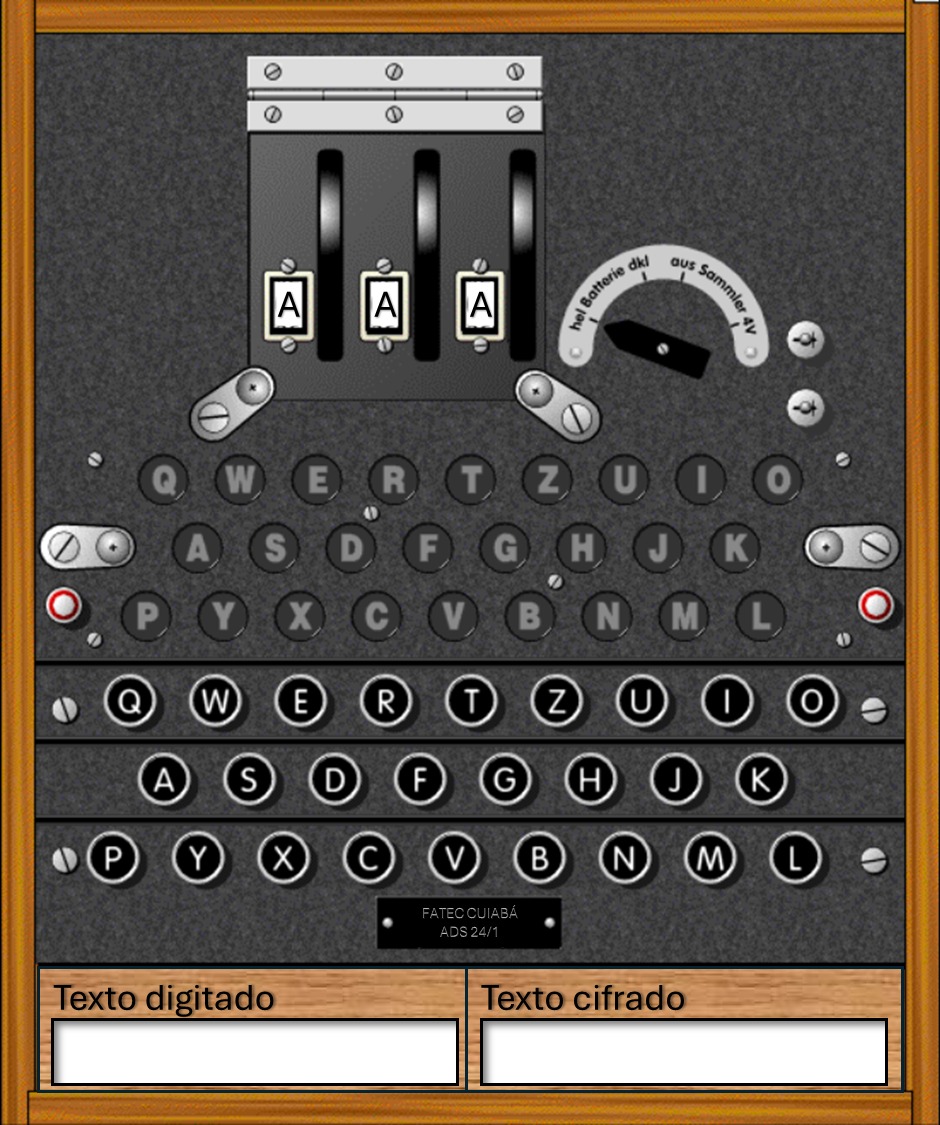 A A A
hel Batterie dkl aus Sammler 4V
Q W E R T Z U I O
A S D F G H J K
P Y X C V B N M L
Q W E R T Z U I O
A S D F G H J K
P Y X C V B N M L
FATEC CUIABÁ
ADS 24/1
Texto digitado
Texto cifrado